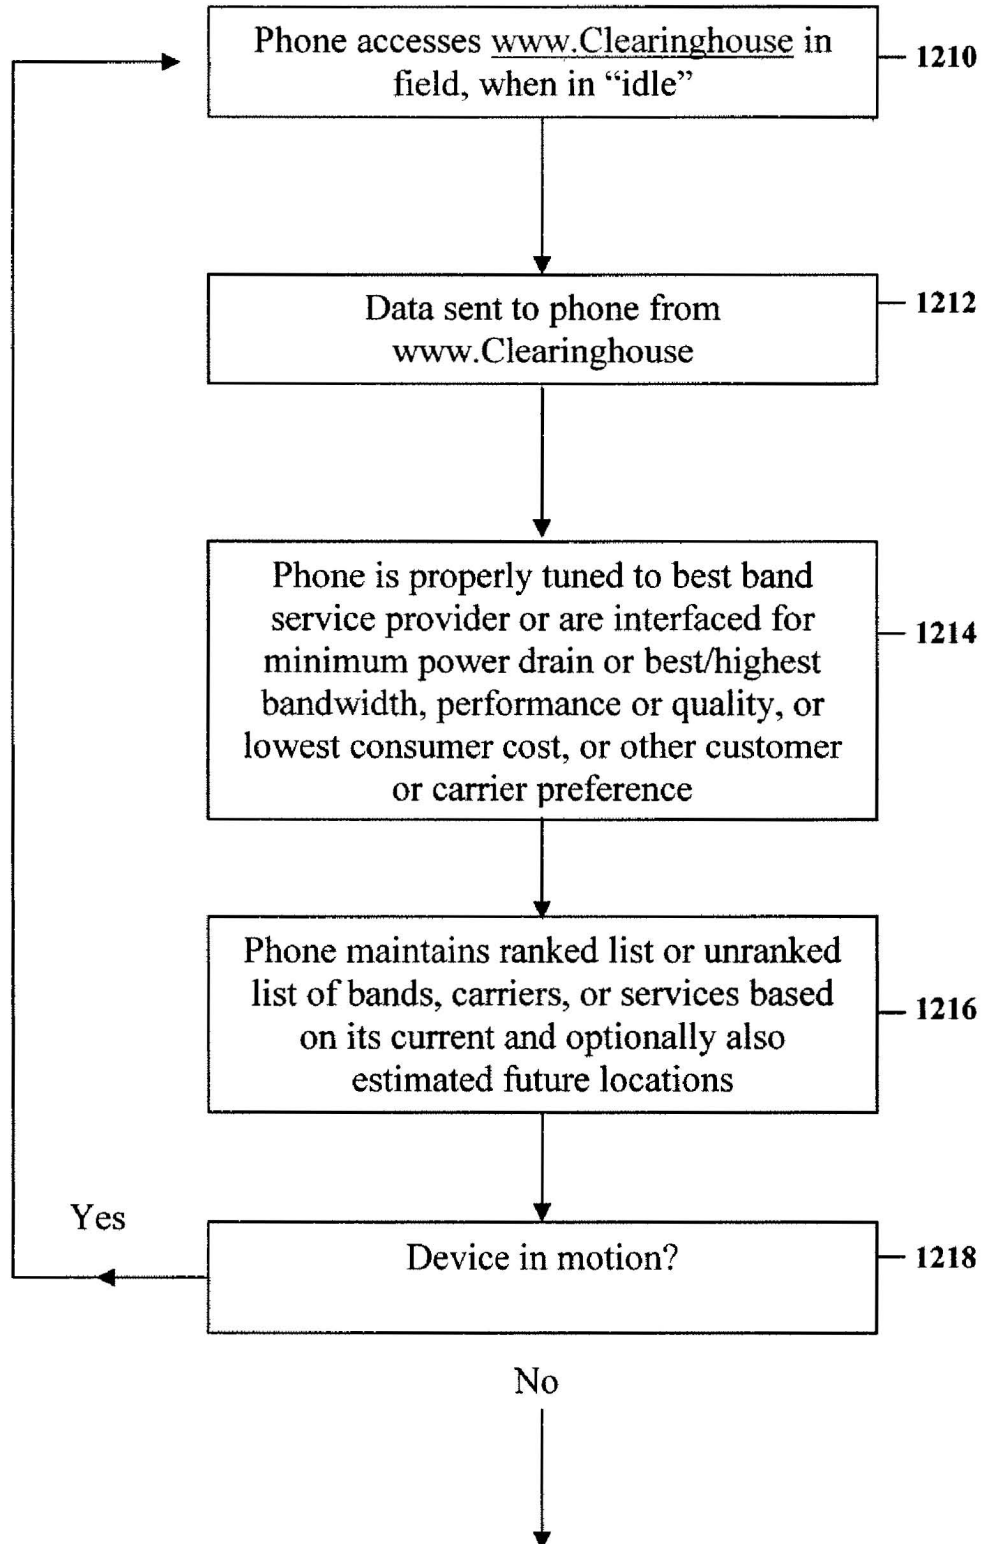 Phone accesses www.Clearinghouse in
field, when in “idle”
1210
Data sent to phone from
www.Clearinghouse
1212
Phone is properly tuned to best band
service provider or are interfaced for
minimum power drain or best/highest
bandwidth, performance or quality, or
lowest consumer cost, or other customer
or carrier preference
1214
Phone maintains ranked list or unranked
list of bands, carriers, or services based
on its current and optionally also
estimated future locations
1216
Yes
Device in motion?
1218
No